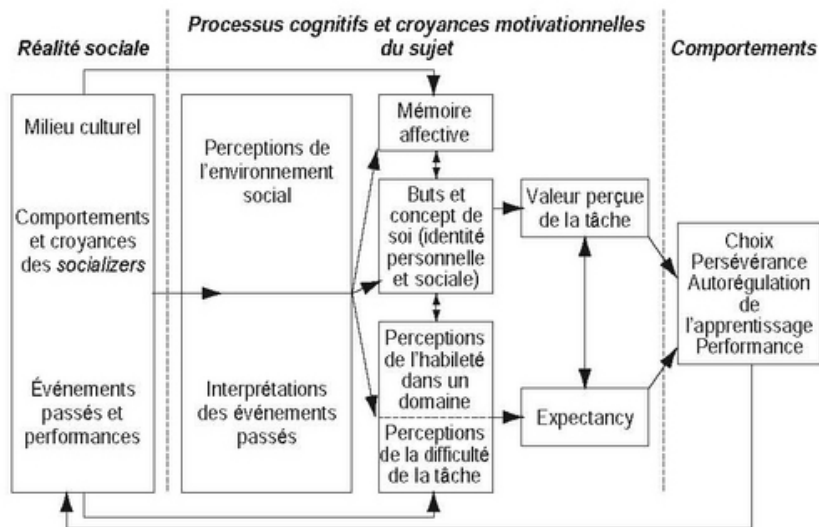 Réalité sociale
Processus cognitifs et croyances motivationnelles
du sujet
Comportements
Milieu culturel
Comportements
et croyances
des socializers
Événements
passés et
performances
Perceptions de
l'environnement
social
Interprétations
des événements
passés
Mémoire
affective
Buts et
concept de
soi (identité
personnelle
et sociale)
Perceptions
de l'habileté
dans un
domaine
Perceptions
de la difficulté
de la tâche
Valeur perçue
de la tâche
Expectancy
Choix
Persévérance
Autorégulation
de
l'apprentissage
Performance